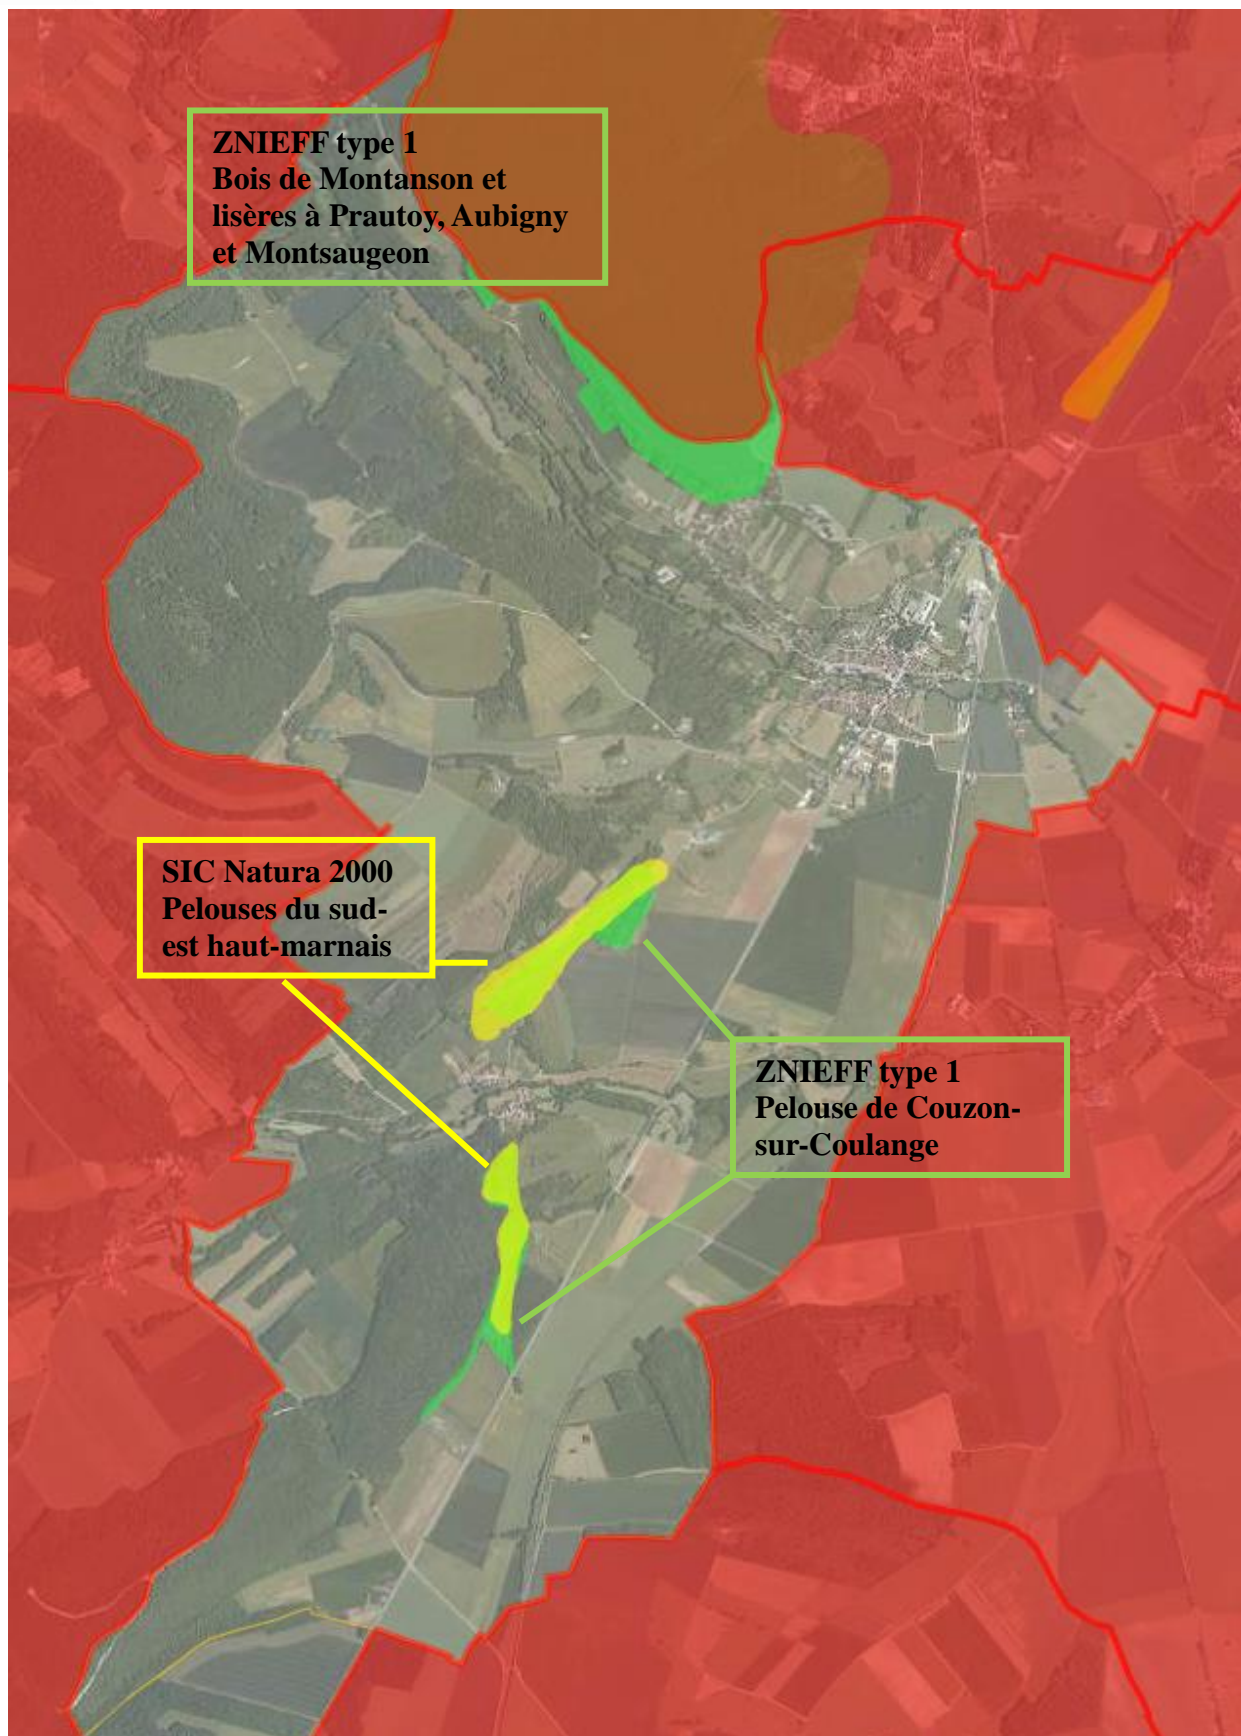 ZNIEFF type 1
Bois de Montanson et
lisères à Prautoy, Aubigny
et Montsaugeon
SIC Natura 2000
Pelouses du sud-
est haut-marnais
ZNIEFF type 1
Pelouse de Couzon-
sur-Coulange